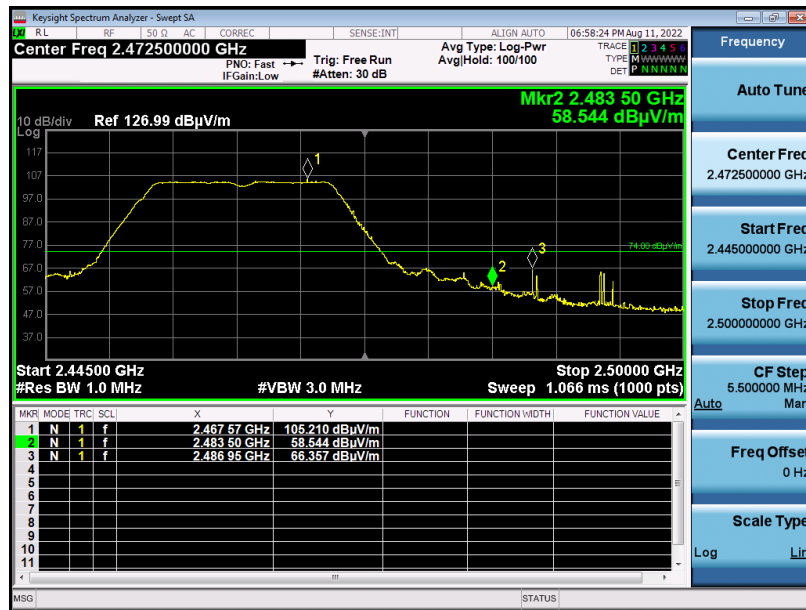 Keysight Spectrum Analyzer - Swept SA
RL RF 50 Ω AC CORREC SENSE:INT ALIGN AUTO 06:58:24 PM Aug 11, 2022
Center Freq 2.472500000 GHz
PNO: Fast
IFGain:Low
Trig: Free Run
#Atten: 30 dB
Avg Type: Log-Pwr
Avg|Hold: 100/100
TRACE 1 2 3 4 5 6
TYPE M WWWWW
DET P N N N N N
Frequency
Mkr2 2.483 50 GHz
58.544 dBµV/m
10 dB/div Ref 126.99 dBµV/m
Log
117
107
97.0
87.0
77.0
67.0
57.0
47.0
37.0
1
2
3
74.00 dBµV/m
Start 2.44500 GHz Stop 2.50000 GHz
#Res BW 1.0 MHz #VBW 3.0 MHz Sweep 1.066 ms (1000 pts)
MKR MODE TRC SCL X Y FUNCTION FUNCTION WIDTH FUNCTION VALUE
1 N 1 f 2.467 57 GHz 105.210 dBµV/m
2 N 1 f 2.483 50 GHz 58.544 dBµV/m
3 N 1 f 2.486 95 GHz 66.357 dBµV/m
4
5
6
7
8
9
10
11
MSG STATUS
Auto Tune
Center Freq
2.472500000 GHz
Start Freq
2.445000000 GHz
Stop Freq
2.500000000 GHz
CF Step
5.500000 MHz
Auto Man
Freq Offset
0 Hz
Scale Type
Log Lin